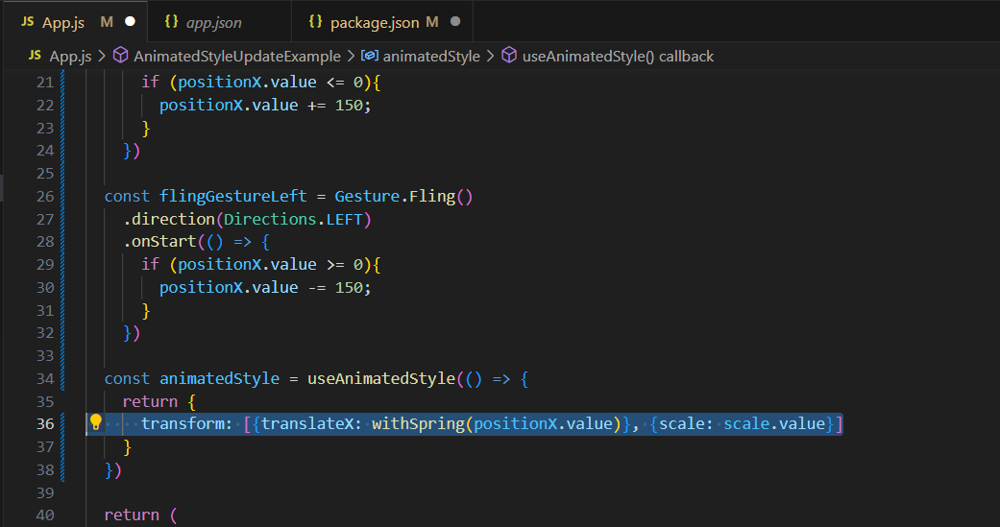 JS App.js M
{} app.json
{} package.json M
JS App.js > AnimatedStyleUpdateExample > animatedStyle > useAnimatedStyle() callback
21 if (positionX.value <= 0){
22 positionX.value += 150;
23 }
24 })
25
26 const flingGestureLeft = Gesture.Fling()
27 .direction(Directions.LEFT)
28 .onStart(() => {
29 if (positionX.value >= 0){
30 positionX.value -= 150;
31 }
32 })
33
34 const animatedStyle = useAnimatedStyle(() => {
35 return {
36 transform: [{translateX: withSpring(positionX.value)}, {scale: scale.value}]
37 }
38 })
39
40 return (